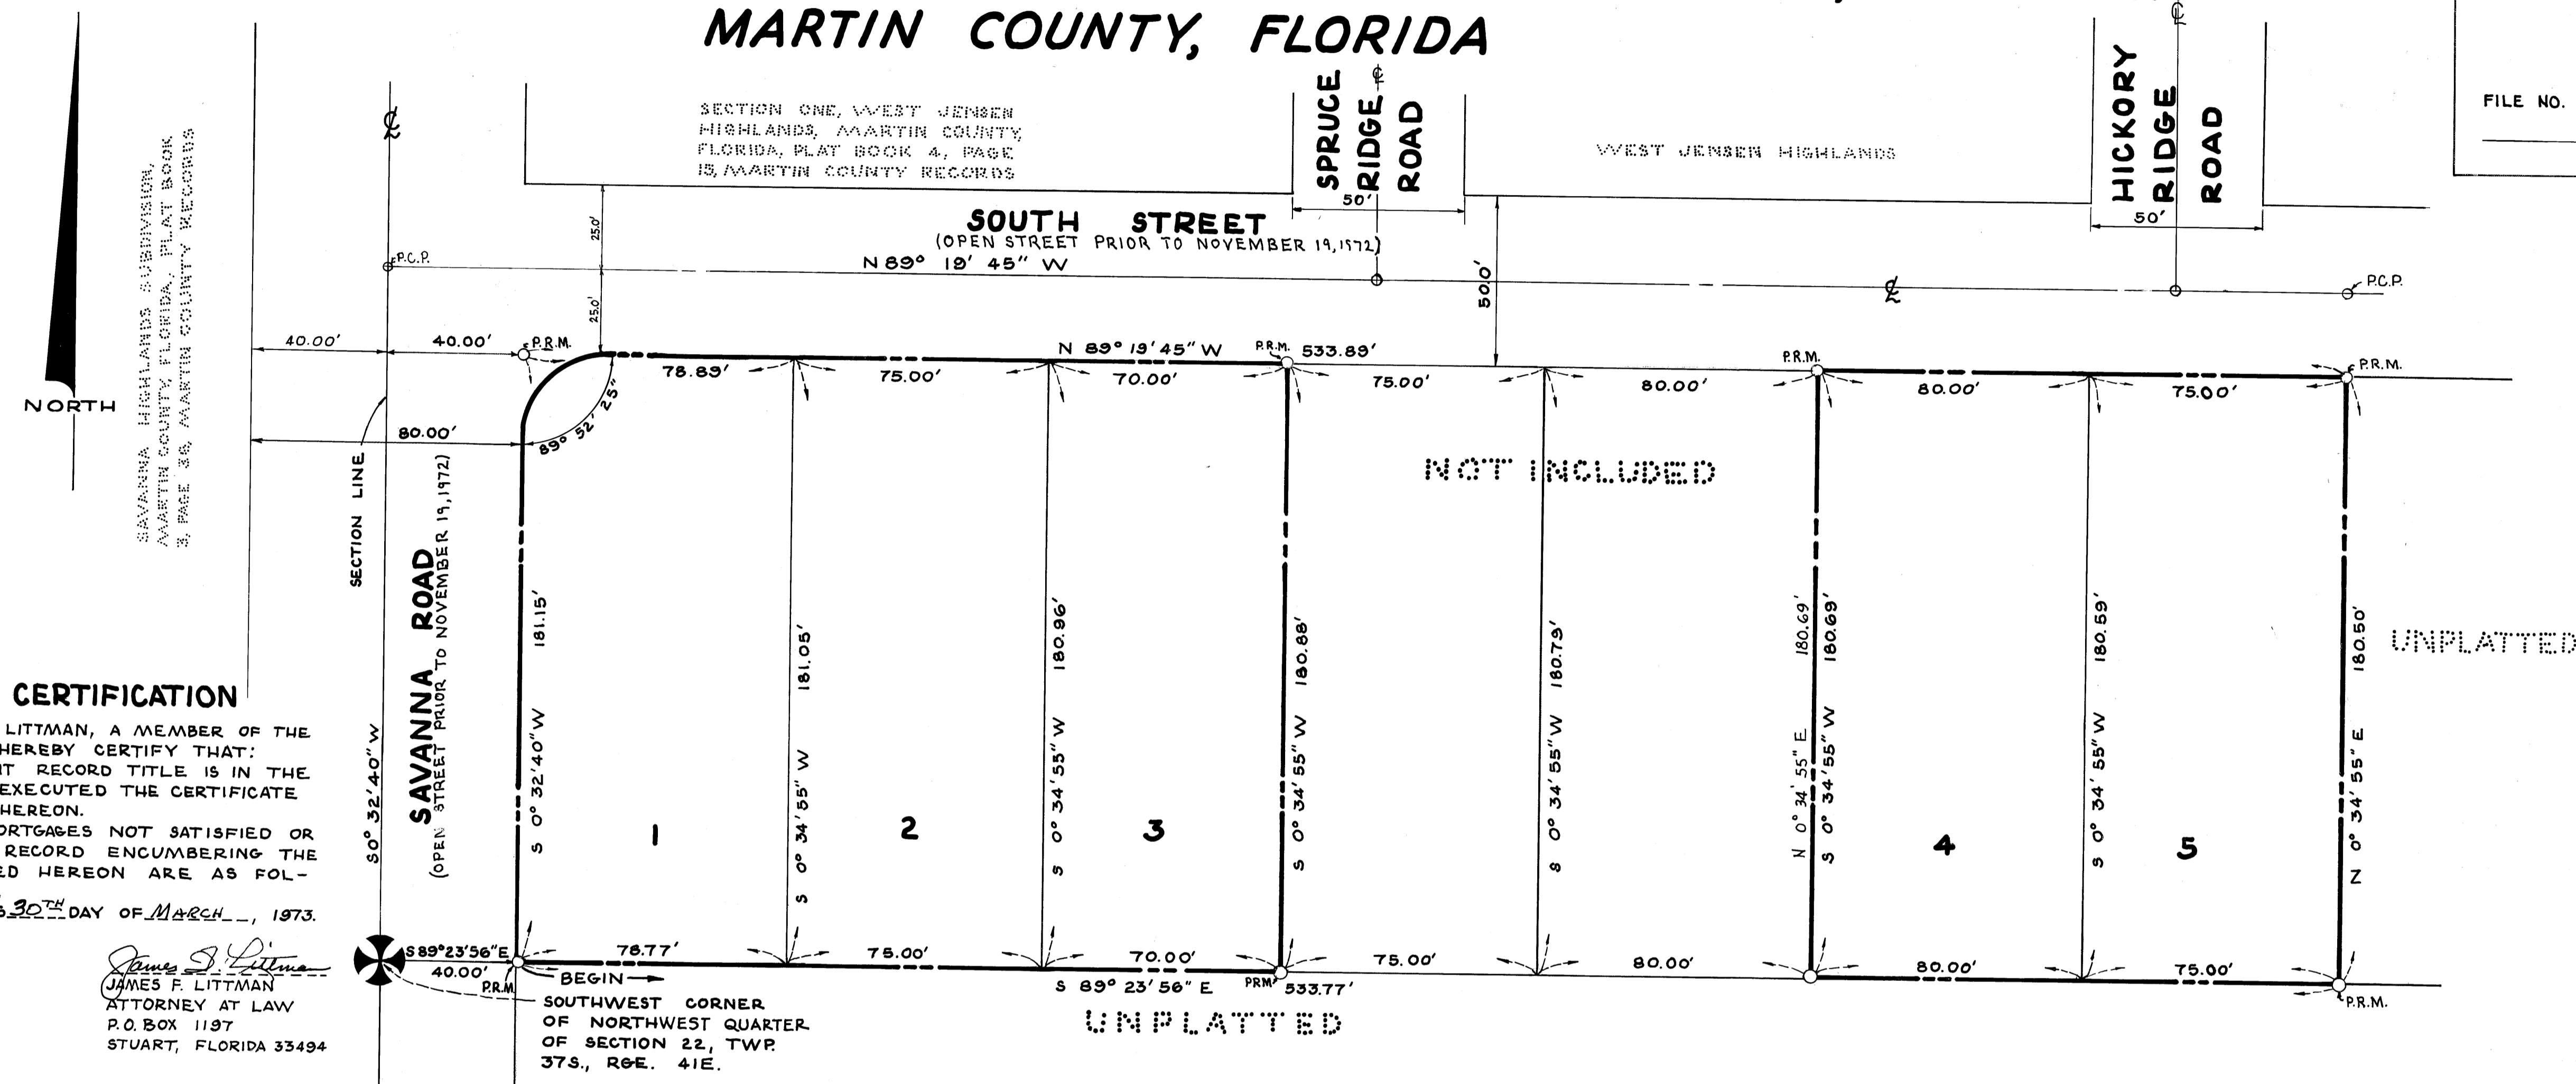 MARTIN COUNTY, FLORIDA
℄
℄
FILE NO.
SECTION ONE, WEST JENSEN
HIGHLANDS, MARTIN COUNTY,
FLORIDA, PLAT BOOK 4, PAGE
15, MARTIN COUNTY RECORDS
SPRUCE
RIDGE
ROAD
50'
WEST JENSEN HIGHLANDS
HICKORY
RIDGE
ROAD
50'
℄
SAVANNA HIGHLANDS SUBDIVISION,
MARTIN COUNTY, FLORIDA, PLAT BOOK
3, PAGE 36, MARTIN COUNTY RECORDS
NORTH
25.0'
25.0'
SOUTH STREET
(OPEN STREET PRIOR TO NOVEMBER 19, 1972)
N 89° 19' 45" W
50.0'
℄
P.C.P.
P.C.P.
40.00'
40.00'
P.R.M.
N 89° 19' 45" W
P.R.M.
533.89'
P.R.M.
P.R.M.
78.89'
75.00'
70.00'
75.00'
80.00'
80.00'
75.00'
80.00'
89° 52' 25"
NOT INCLUDED
SECTION LINE
S 0° 32' 40" W
SAVANNA ROAD
(OPEN STREET PRIOR TO NOVEMBER 19, 1972)
S 0° 32' 40" W 181.15'
S 0° 34' 55" W 181.05'
S 0° 34' 55" W 180.96'
S 0° 34' 55" W 180.88'
S 0° 34' 55" W 180.79'
N 0° 34' 55" E 180.69'
S 0° 34' 55" W 180.69'
S 0° 34' 55" W 180.59'
N 0° 34' 55" E 180.50'
UNPLATTED
1
2
3
4
5
CERTIFICATION
LITTMAN, A MEMBER OF THE
HEREBY CERTIFY THAT:
T RECORD TITLE IS IN THE
EXECUTED THE CERTIFICATE
HEREON.
ORTGAGES NOT SATISFIED OR
RECORD ENCUMBERING THE
ED HEREON ARE AS FOL-
S 30TH DAY OF MARCH, 1973.
James F. Littman
JAMES F. LITTMAN
ATTORNEY AT LAW
P.O. BOX 1197
STUART, FLORIDA 33494
S 89° 23' 56" E
40.00'
P.R.M.
78.77'
75.00'
70.00'
75.00'
80.00'
80.00'
75.00'
BEGIN
S 89° 23' 56" E
PRM
533.77'
P.R.M.
SOUTHWEST CORNER
OF NORTHWEST QUARTER
OF SECTION 22, TWP.
37S., RGE. 41E.
UNPLATTED